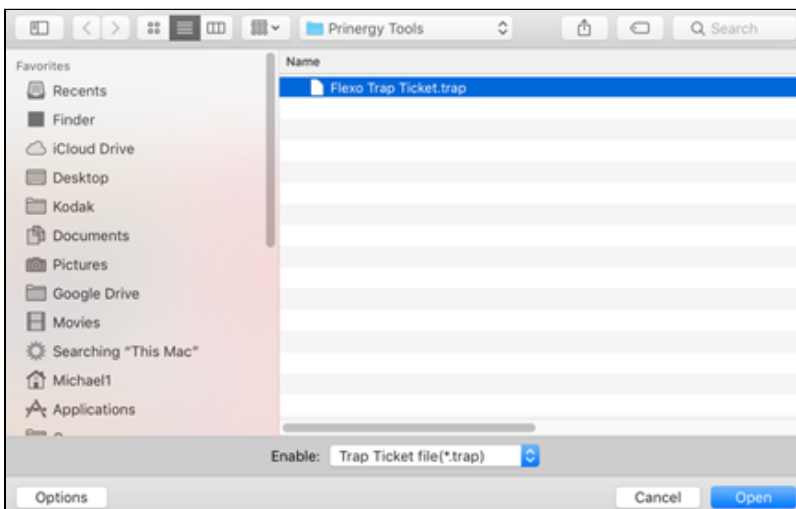 Prinergy Tools
Search
Favorites
Recents
Finder
iCloud Drive
Desktop
Kodak
Documents
Pictures
Google Drive
Movies
Searching "This Mac"
Michael1
Applications
Name
Flexo Trap Ticket.trap
Enable: Trap Ticket file(*.trap)
Options Cancel Open